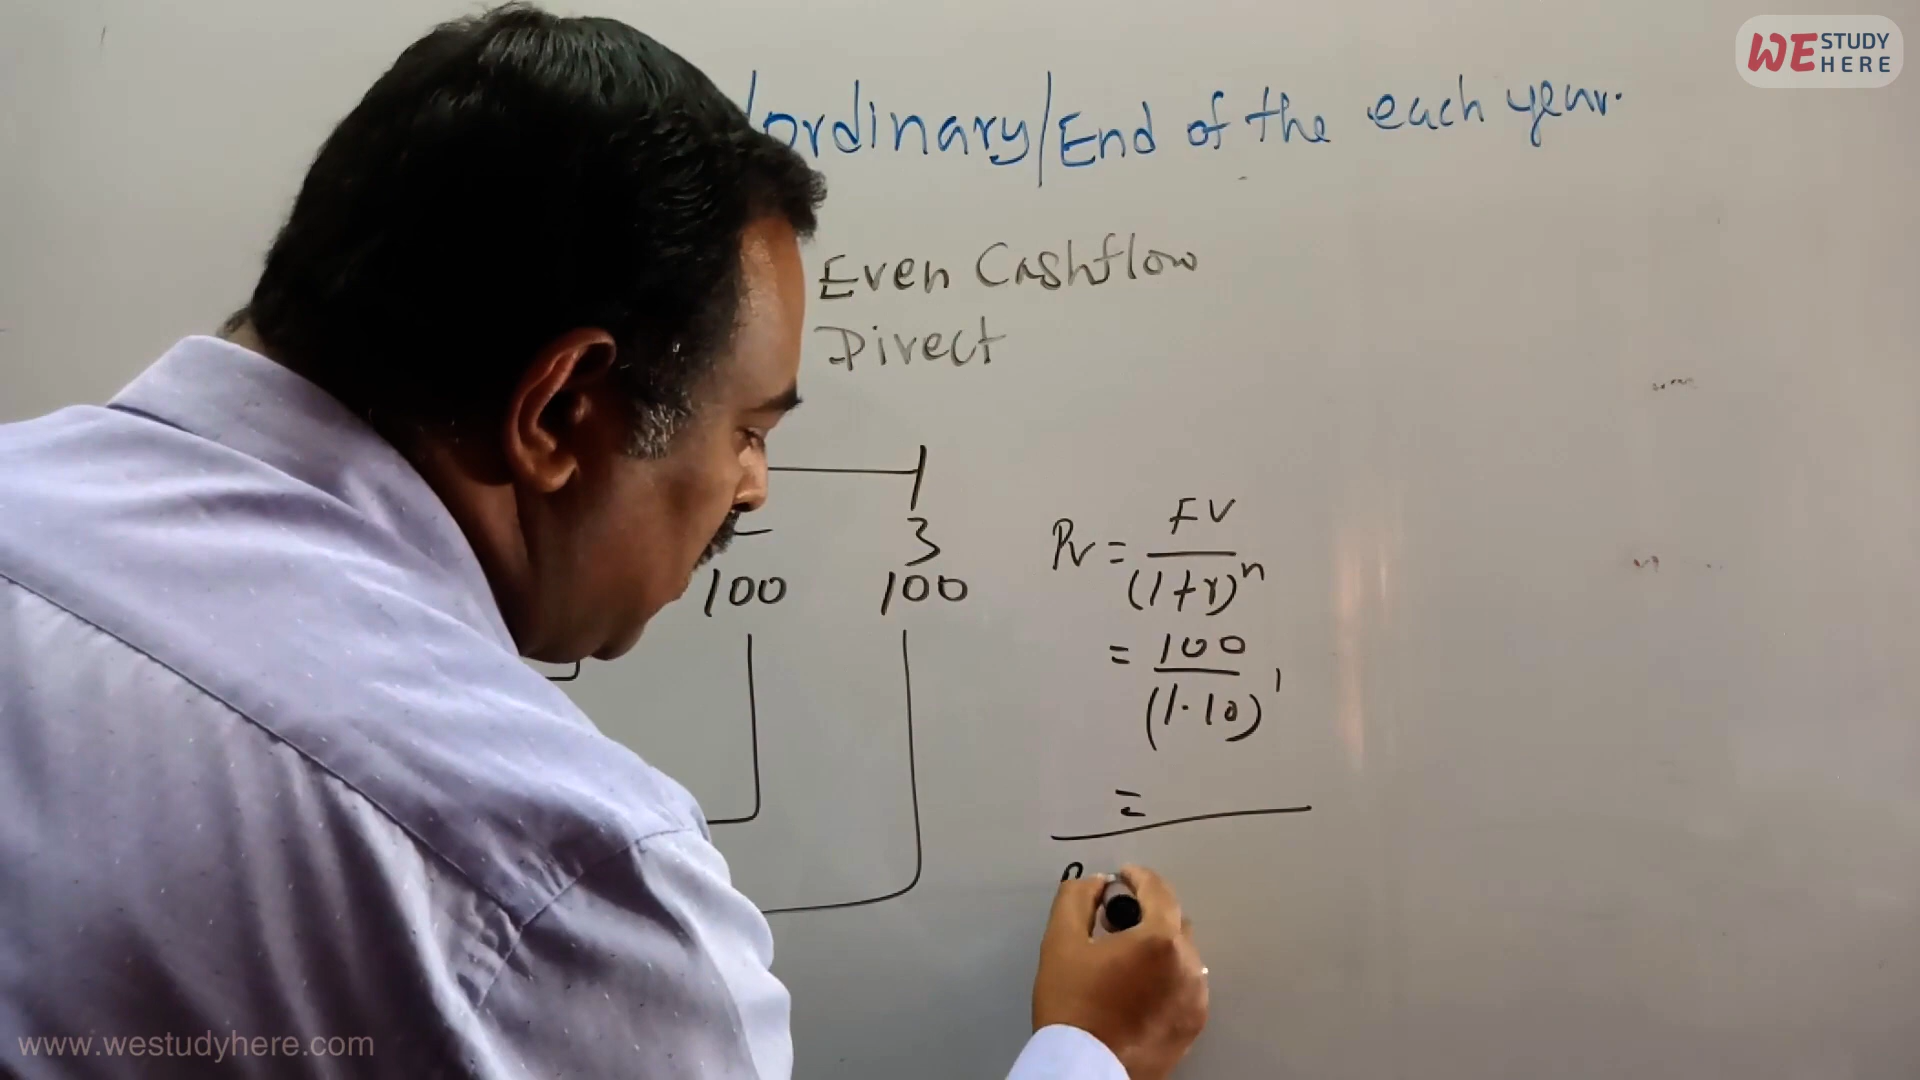 WE STUDY HERE
/ordinary/End of the each year.
Even Cashflow
Direct
3
100 100
PV = FV / (1+r)^n
= 100 / (1.10)^1
=
www.westudyhere.com